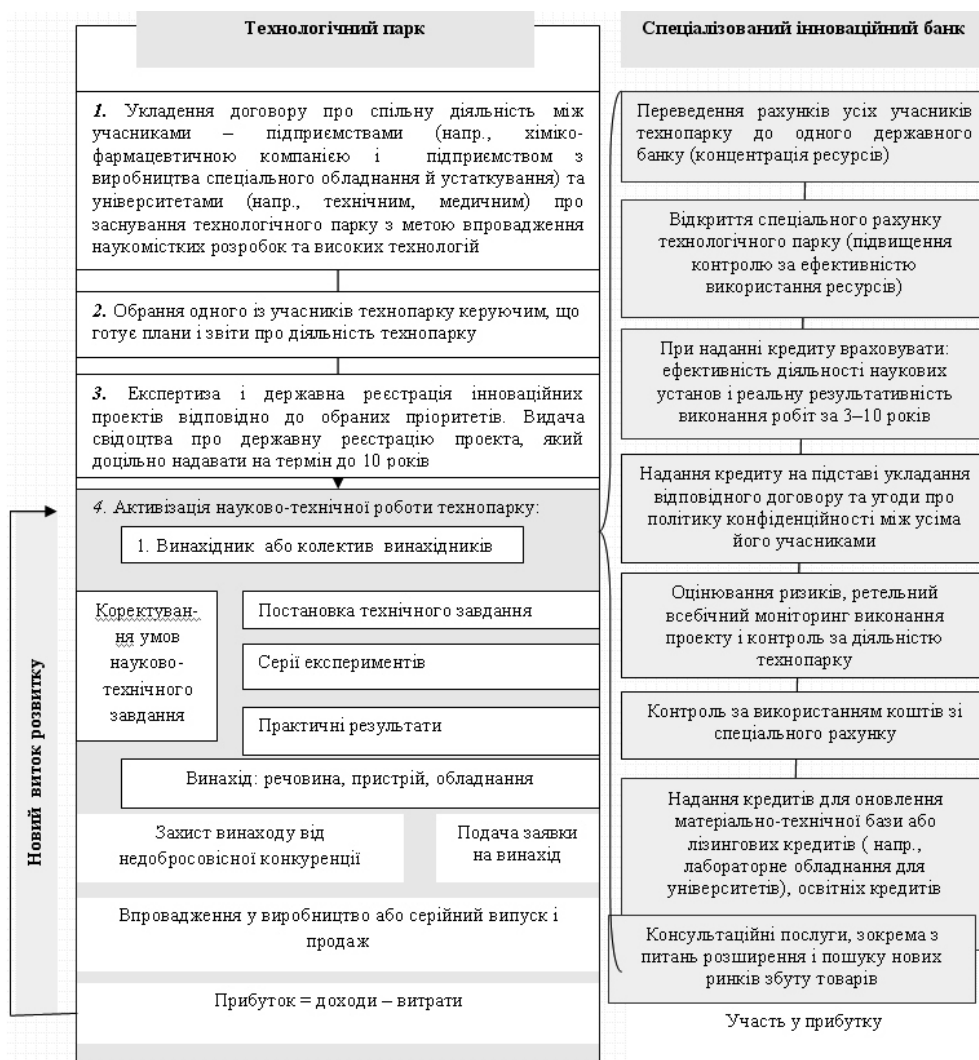 Технологічний парк
1. Укладення договору про спільну діяльність між
учасниками – підприємствами (напр., хіміко-
фармацевтичною компанією і підприємством з
виробництва спеціального обладнання й устаткування) та
університетами (напр., технічним, медичним) про
заснування технологічного парку з метою впровадження
наукомістких розробок та високих технологій
2. Обрання одного із учасників технопарку керуючим, що
готує плани і звіти про діяльність технопарку
3. Експертиза і державна реєстрація інноваційних
проектів відповідно до обраних пріоритетів. Видача
свідоцтва про державну реєстрацію проекта, який
доцільно надавати на термін до 10 років
4. Активізація науково-технічної роботи технопарку:
1. Винахідник або колектив винахідників
Коректуван-
ня умов
науково-
технічного
завдання
Постановка технічного завдання
Серії експериментів
Практичні результати
Винахід: речовина, пристрій, обладнання
Захист винаходу від
недобросовісної конкуренції
Подача заявки
на винахід
Впровадження у виробництво або серійний випуск і
продаж
Прибуток = доходи – витрати
Новий виток розвитку
Спеціалізований інноваційний банк
Переведення рахунків усіх учасників
технопарку до одного державного
банку (концентрація ресурсів)
Відкриття спеціального рахунку
технологічного парку (підвищення
контролю за ефективністю
використання ресурсів)
При наданні кредиту враховувати:
ефективність діяльності наукових
установ і реальну результативність
виконання робіт за 3–10 років
Надання кредиту на підставі укладання
відповідного договору та угоди про
політику конфіденційності між усіма
його учасниками
Оцінювання ризиків, ретельний
всебічний моніторинг виконання
проекту і контроль за діяльністю
технопарку
Контроль за використанням коштів зі
спеціального рахунку
Надання кредитів для оновлення
матеріально-технічної бази або
лізингових кредитів ( напр.,
лабораторне обладнання для
університетів), освітніх кредитів
Консультаційні послуги, зокрема з
питань розширення і пошуку нових
ринків збуту товарів
Участь у прибутку